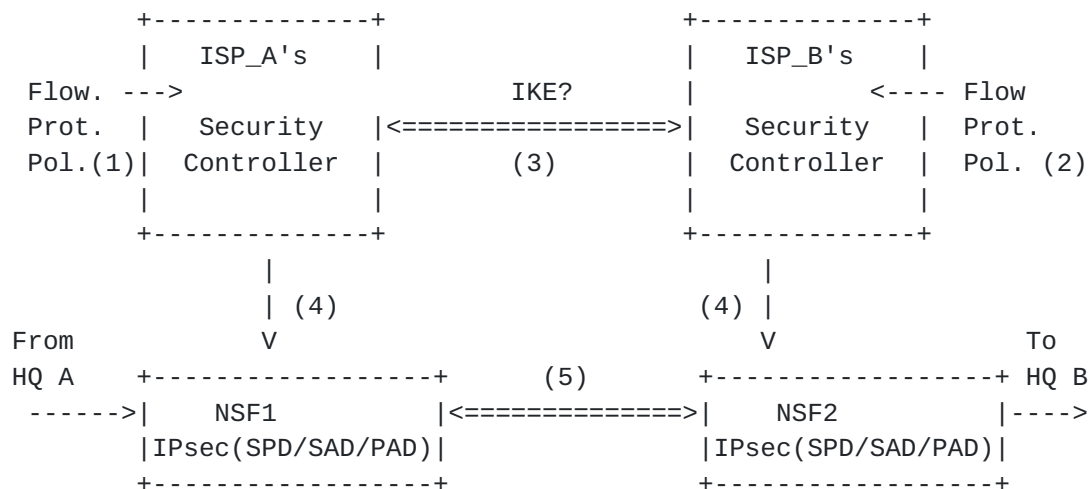 +--------------+                  +--------------+
         |   ISP_A's    |                  |   ISP_B's    |
 Flow. --->                     IKE?       |           <---- Flow
 Prot.   |   Security   |<================>|   Security   |  Prot.
 Pol.(1)|  Controller  |        (3)       |  Controller  |  Pol. (2)
         |              |                  |              |
         +--------------+                  +--------------+
                 |                              |
                 | (4)                      (4) |
From             V                              V                To
HQ A    +------------------+      (5)       +------------------+ HQ B
 ------>|    NSF1          |<==============>|    NSF2          |---->
        |IPsec(SPD/SAD/PAD)|                |IPsec(SPD/SAD/PAD)|
        +------------------+                +------------------+